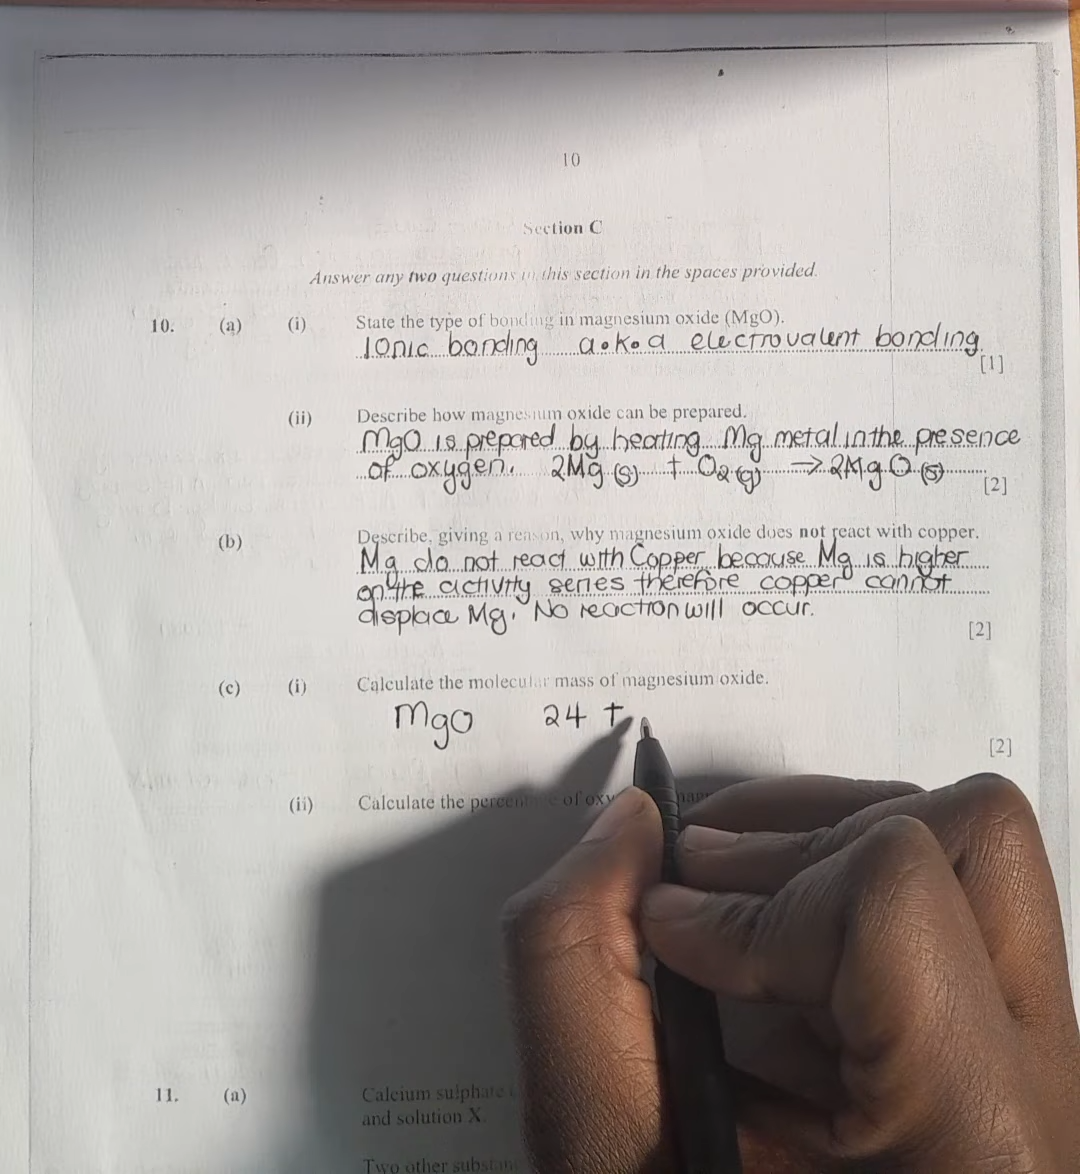 10
Section C
Answer any two questions in this section in the spaces provided.
10. (a) (i) State the type of bonding in magnesium oxide (MgO).
Ionic bonding a.k.a electrovalent bonding
[1]
(ii) Describe how magnesium oxide can be prepared.
MgO is prepared by heating Mg metal in the presence
of oxygen. 2Mg (s) + O2 (g) → 2MgO (s)
[2]
(b) Describe, giving a reason, why magnesium oxide does not react with copper.
Mg do not react with Copper because Mg is higher
on the activity series therefore copper cannot
displace Mg. No reaction will occur.
[2]
(c) (i) Calculate the molecular mass of magnesium oxide.
MgO 24 +
[2]
(ii) Calculate the percentage of oxy
11. (a) Calcium sulphate
and solution X.
Two other substan